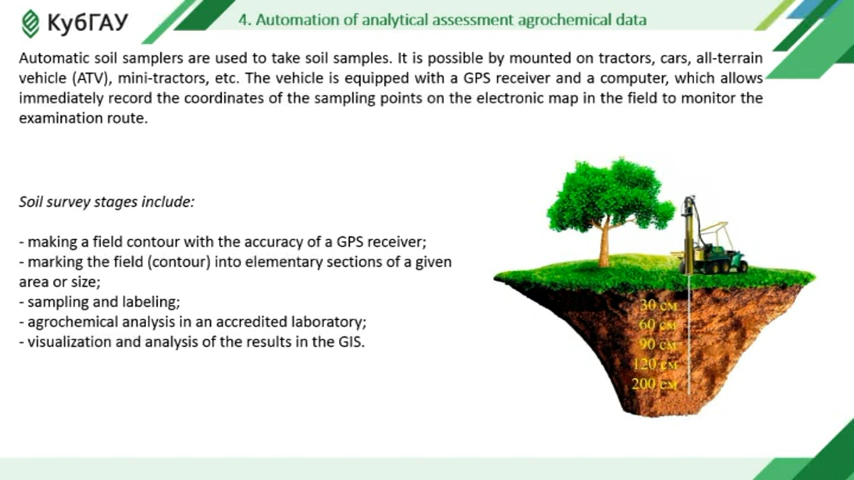 КубГАУ
4. Automation of analytical assessment agrochemical data
Automatic soil samplers are used to take soil samples. It is possible by mounted on tractors, cars, all-terrain
vehicle (ATV), mini-tractors, etc. The vehicle is equipped with a GPS receiver and a computer, which allows
immediately record the coordinates of the sampling points on the electronic map in the field to monitor the
examination route.
Soil survey stages include:
- making a field contour with the accuracy of a GPS receiver;
- marking the field (contour) into elementary sections of a given
area or size;
- sampling and labeling;
- agrochemical analysis in an accredited laboratory;
- visualization and analysis of the results in the GIS.
30 см
60 см
90 см
120 см
200 см